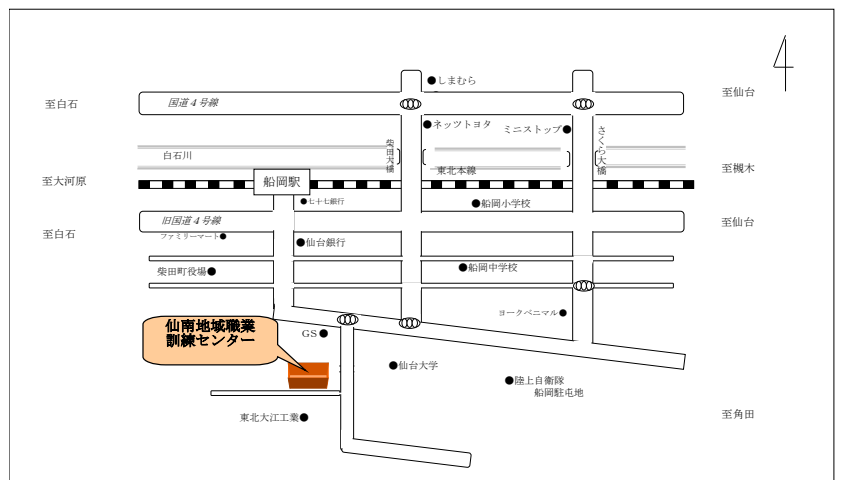 しまむら
至白石
国道４号線
至仙台
ネッツトヨタ
ミニストップ
さくら大橋
柴田大橋
白石川
東北本線
至槻木
至大河原
船岡駅
七十七銀行
船岡小学校
旧国道４号線
至仙台
至白石
ファミリーマート
仙台銀行
柴田町役場
船岡中学校
ヨークベニマル
仙南地域職業
訓練センター
GS
仙台大学
陸上自衛隊
船岡駐屯地
東北大江工業
至角田